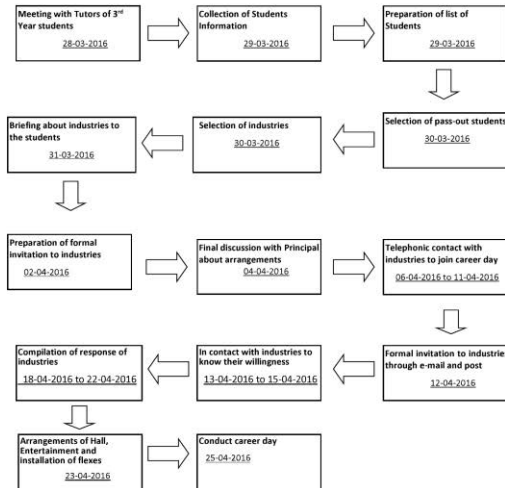 Meeting with Tutors of 3rd
Year students
28-03-2016
Collection of Students
Information
29-03-2016
Preparation of list of
Students
29-03-2016
Selection of pass-out students
30-03-2016
Selection of industries
30-03-2016
Briefing about industries to
the students
31-03-2016
Preparation of formal
invitation to industries
02-04-2016
Final discussion with Principal
about arrangements
04-04-2016
Telephonic contact with
industries to join career day
06-04-2016 to 11-04-2016
Formal invitation to industries
through e-mail and post
12-04-2016
In contact with industries to
know their willingness
13-04-2016 to 15-04-2016
Compilation of response of
industries
18-04-2016 to 22-04-2016
Arrangements of Hall,
Entertainment and
installation of flexes
23-04-2016
Conduct career day
25-04-2016